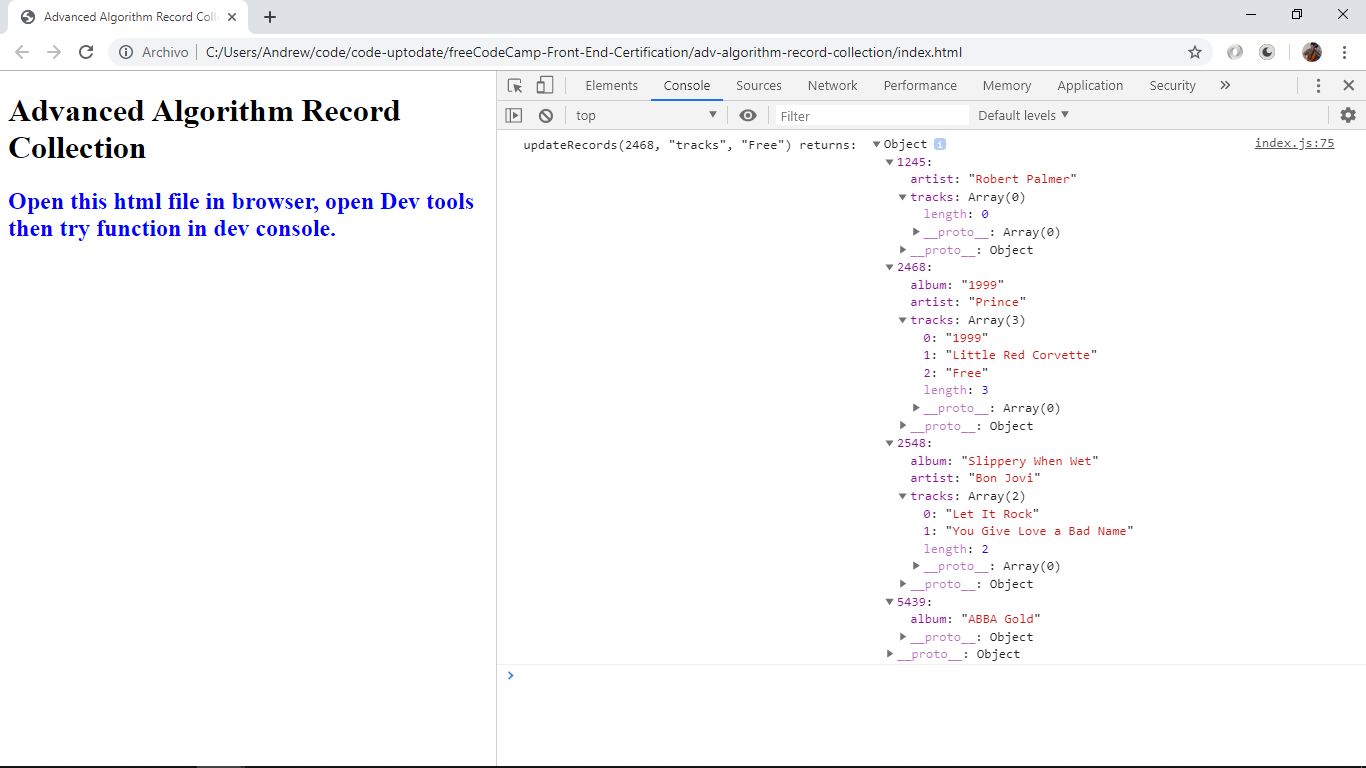 Advanced Algorithm Record Coll
Archivo
C:/Users/Andrew/code/code-uptodate/freeCodeCamp-Front-End-Certification/adv-algorithm-record-collection/index.html
Advanced Algorithm Record
Collection
Open this html file in browser, open Dev tools
then try function in dev console.
Elements Console Sources Network Performance Memory Application Security »
top Filter Default levels
updateRecords(2468, "tracks", "Free") returns: Object i index.js:75
1245:
artist: "Robert Palmer"
tracks: Array(0)
length: 0
__proto__: Array(0)
__proto__: Object
2468:
album: "1999"
artist: "Prince"
tracks: Array(3)
0: "1999"
1: "Little Red Corvette"
2: "Free"
length: 3
__proto__: Array(0)
__proto__: Object
2548:
album: "Slippery When Wet"
artist: "Bon Jovi"
tracks: Array(2)
0: "Let It Rock"
1: "You Give Love a Bad Name"
length: 2
__proto__: Array(0)
__proto__: Object
5439:
album: "ABBA Gold"
__proto__: Object
__proto__: Object